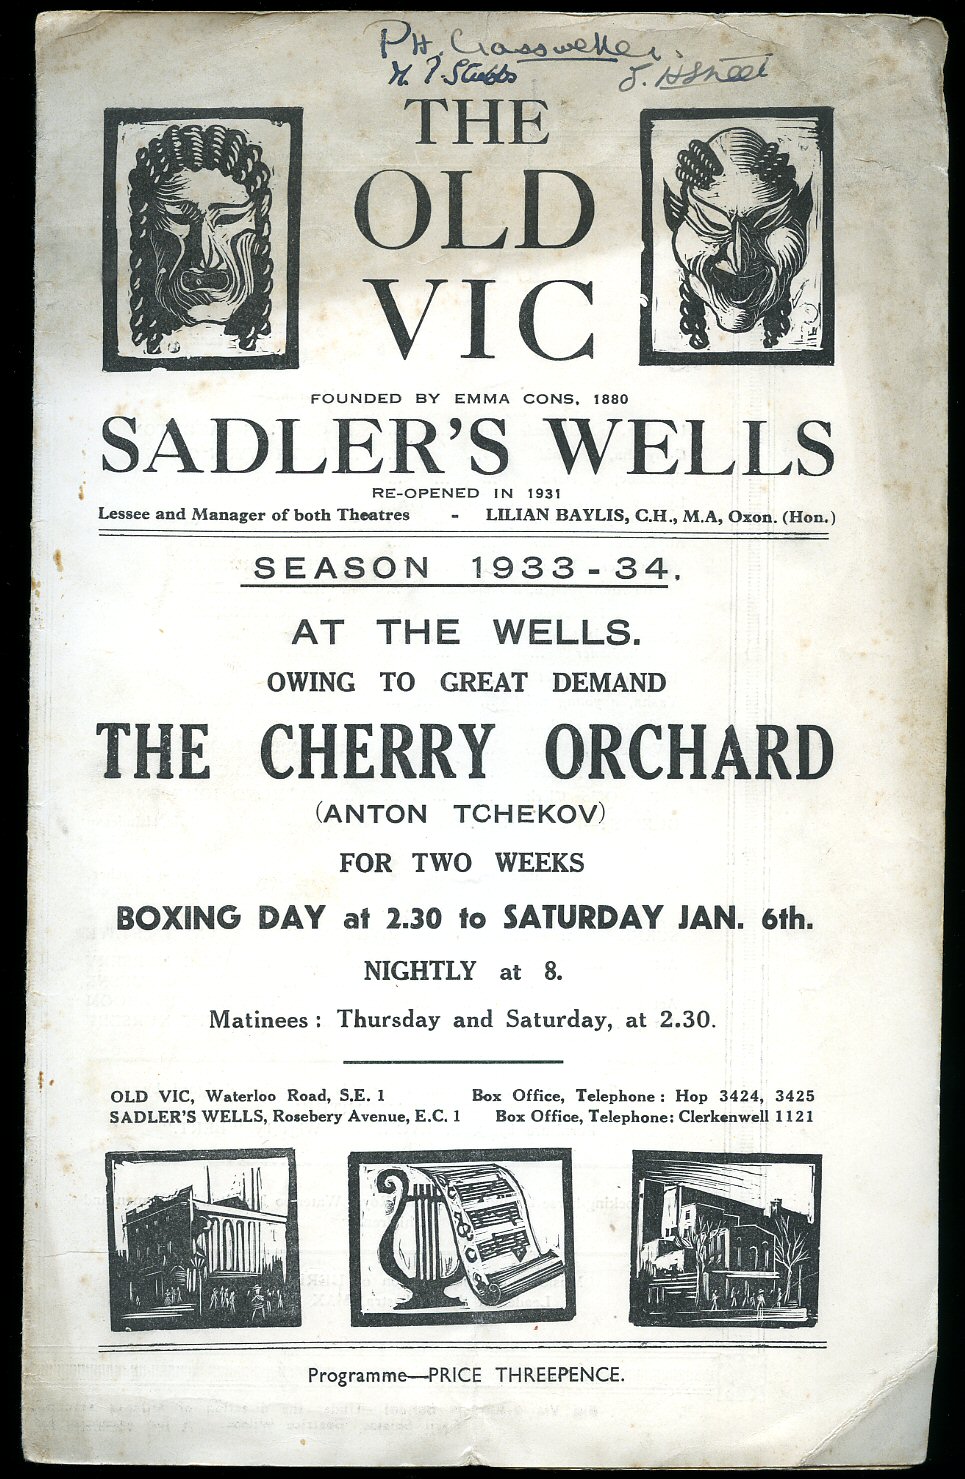 P.H. Crasweller.
M. J. Stubbs
THE
OLD
VIC
FOUNDED BY EMMA CONS, 1880
SADLER'S WELLS
RE-OPENED IN 1931
Lessee and Manager of both Theatres - LILIAN BAYLIS, C.H., M.A, Oxon. (Hon.)
SEASON 1933-34.
AT THE WELLS.
OWING TO GREAT DEMAND
THE CHERRY ORCHARD
(ANTON TCHEKOV)
FOR TWO WEEKS
BOXING DAY at 2.30 to SATURDAY JAN. 6th.
NIGHTLY at 8.
Matinees: Thursday and Saturday, at 2.30.
OLD VIC, Waterloo Road, S.E. 1 Box Office, Telephone: Hop 3424, 3425
SADLER'S WELLS, Rosebery Avenue, E.C. 1 Box Office, Telephone: Clerkenwell 1121
Programme—PRICE THREEPENCE.